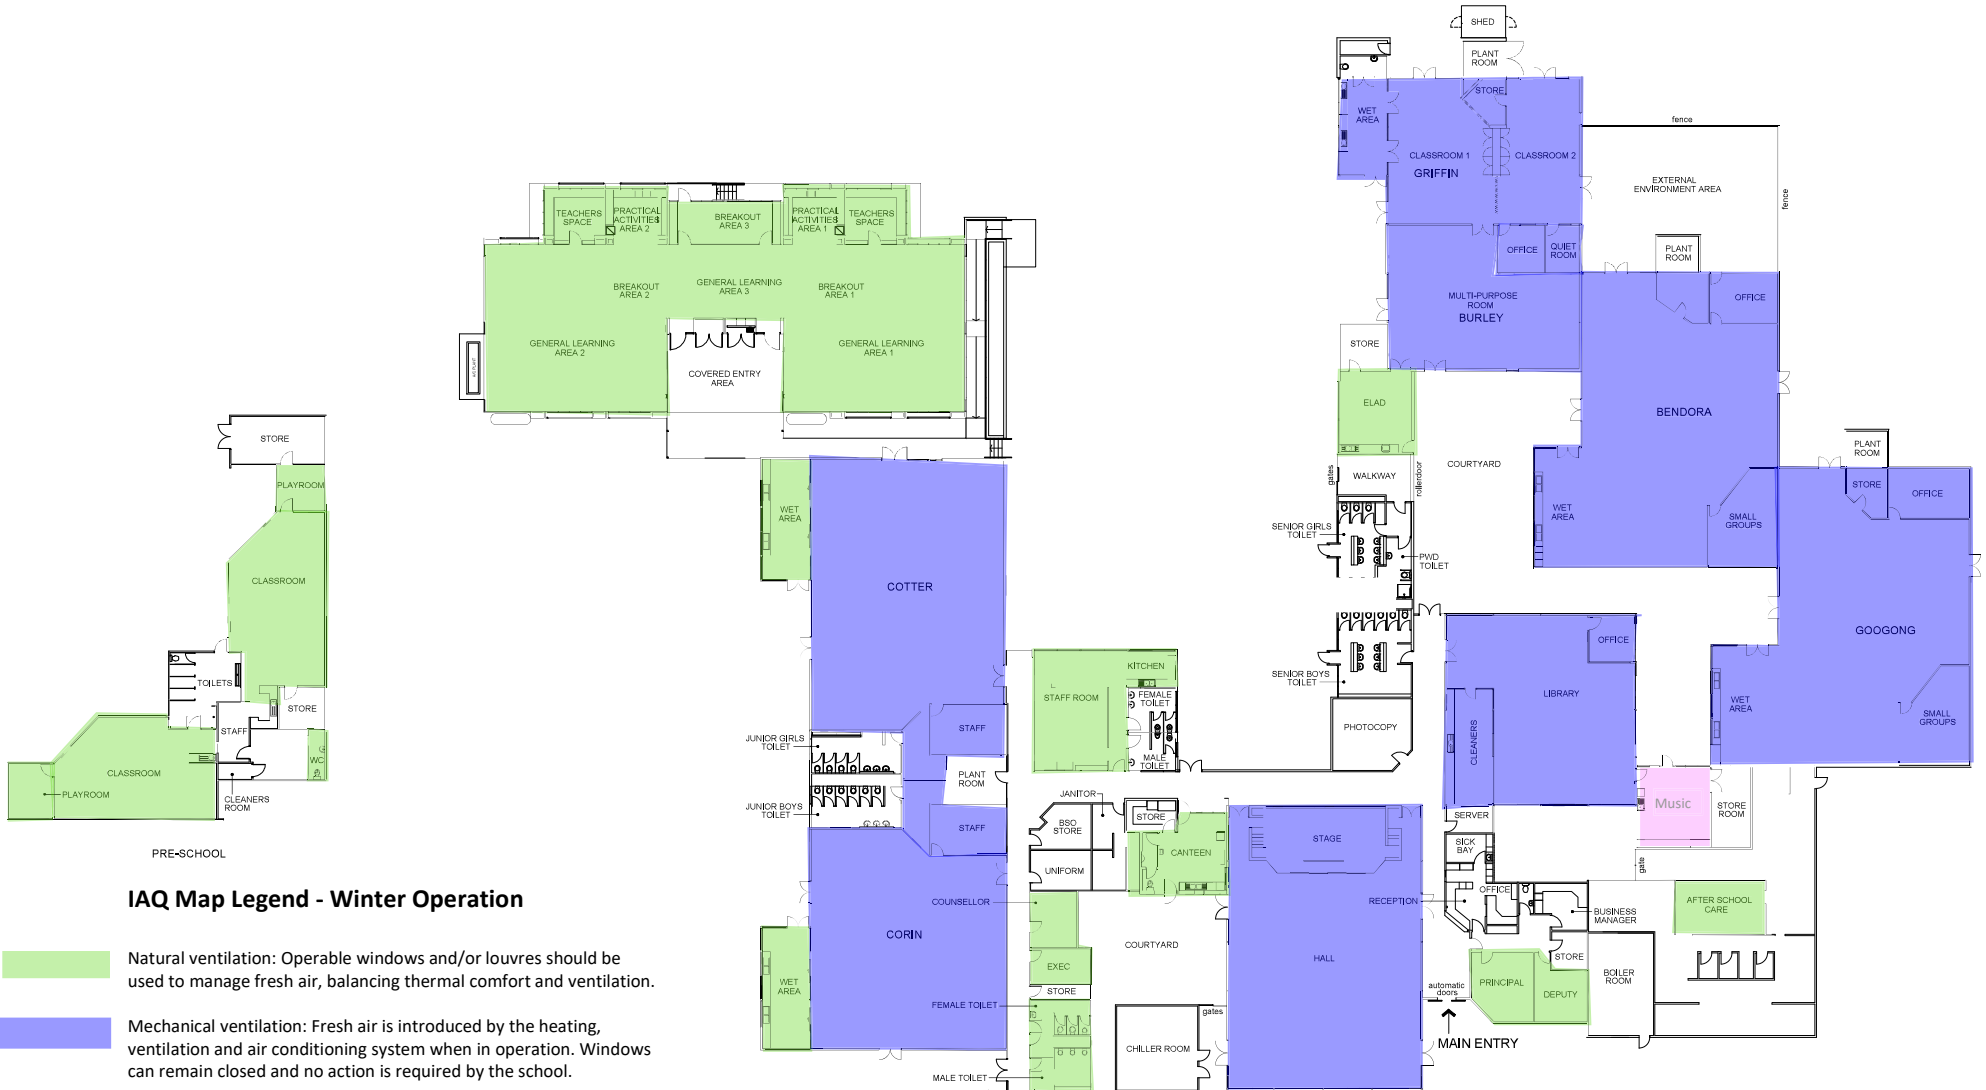 SHED
PLANT
ROOM
STORE
WET
AREA
CLASSROOM 1
CLASSROOM 2
GRIFFIN
fence
EXTERNAL
ENVIRONMENT AREA
fence
PLANT
ROOM
OFFICE
QUIET
ROOM
MULTI-PURPOSE
ROOM
BURLEY
OFFICE
STORE
ELAD
BENDORA
COURTYARD
gates
WALKWAY
rollerdoor
WET
AREA
SMALL
GROUPS
PLANT
ROOM
STORE
OFFICE
GOOGONG
WET
AREA
SMALL
GROUPS
SENIOR GIRLS
TOILET
PWD
TOILET
SENIOR BOYS
TOILET
PHOTOCOPY
OFFICE
LIBRARY
CLEANERS
Music
STORE
ROOM
SERVER
SICK
BAY
gate
OFFICE
RECEPTION
BUSINESS
MANAGER
AFTER SCHOOL
CARE
STORE
BOILER
ROOM
PRINCIPAL
DEPUTY
automatic
doors
MAIN ENTRY
TEACHERS
SPACE
PRACTICAL
ACTIVITIES
AREA 2
BREAKOUT
AREA 3
PRACTICAL
ACTIVITIES
AREA 1
TEACHERS
SPACE
BREAKOUT
AREA 2
GENERAL LEARNING
AREA 3
BREAKOUT
AREA 1
GENERAL LEARNING
AREA 2
GENERAL LEARNING
AREA 1
COVERED ENTRY
AREA
WET
AREA
COTTER
STAFF
JUNIOR GIRLS
TOILET
PLANT
ROOM
JUNIOR BOYS
TOILET
STAFF
CORIN
WET
AREA
STAFF ROOM
KITCHEN
FEMALE
TOILET
MALE
TOILET
JANITOR
BSO
STORE
STORE
CANTEEN
UNIFORM
COUNSELLOR
COURTYARD
EXEC
STORE
FEMALE TOILET
gates
CHILLER ROOM
MALE TOILET
STAGE
HALL
STORE
PLAYROOM
CLASSROOM
TOILETS
STORE
STAFF
WC
CLASSROOM
PLAYROOM
CLEANERS
ROOM
PRE-SCHOOL
IAQ Map Legend - Winter Operation
Natural ventilation: Operable windows and/or louvres should be
used to manage fresh air, balancing thermal comfort and ventilation.
Mechanical ventilation: Fresh air is introduced by the heating,
ventilation and air conditioning system when in operation. Windows
can remain closed and no action is required by the school.